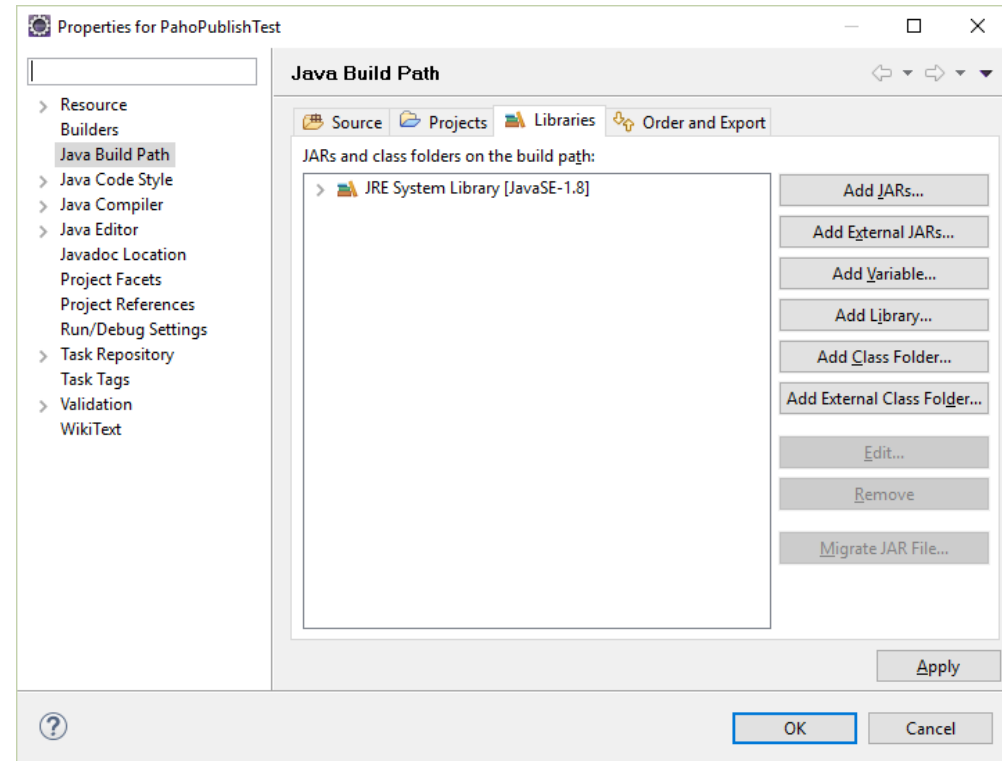 Properties for PahoPublishTest
Java Build Path
Resource
Builders
Java Build Path
Java Code Style
Java Compiler
Java Editor
Javadoc Location
Project Facets
Project References
Run/Debug Settings
Task Repository
Task Tags
Validation
WikiText
Source
Projects
Libraries
Order and Export
JARs and class folders on the build path:
JRE System Library [JavaSE-1.8]
Add JARs...
Add External JARs...
Add Variable...
Add Library...
Add Class Folder...
Add External Class Folder...
Edit...
Remove
Migrate JAR File...
Apply
?
OK
Cancel